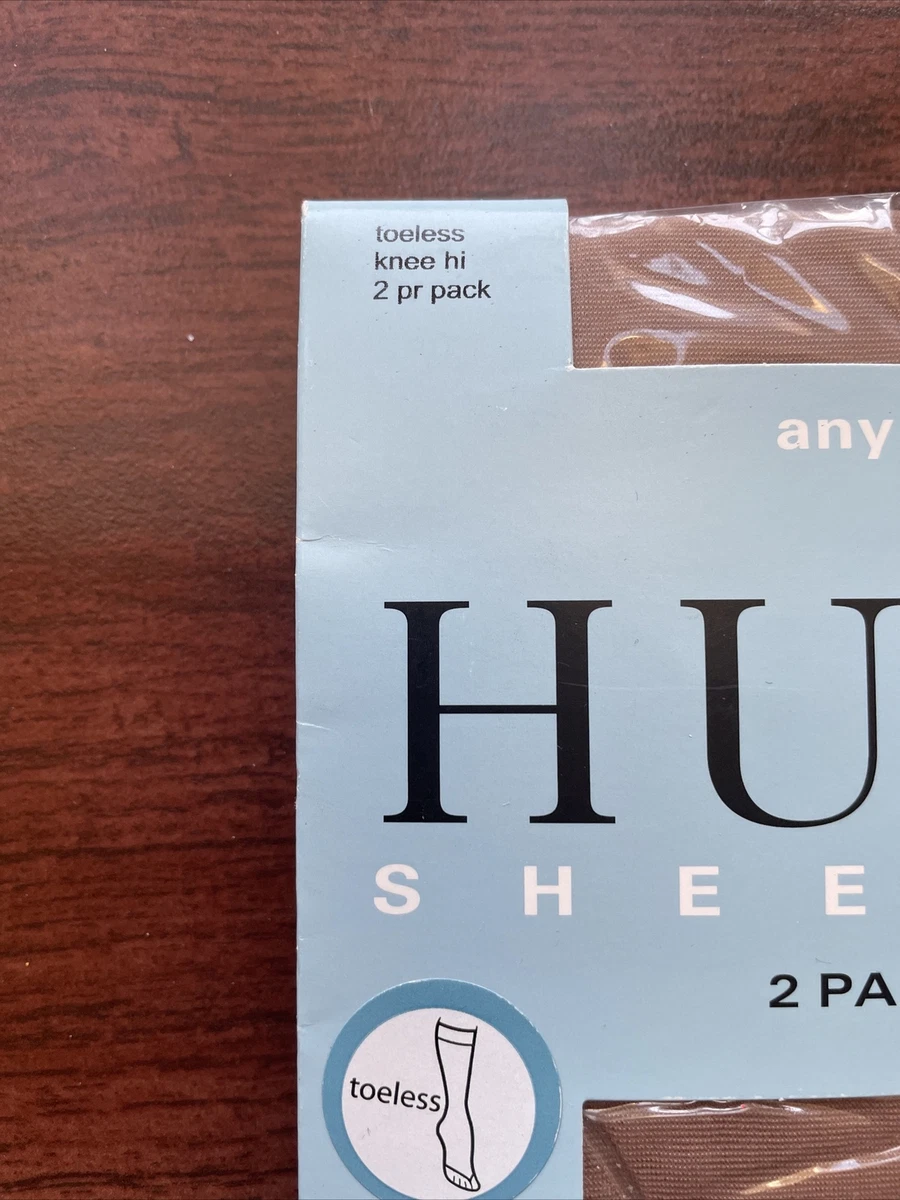 toeless
knee hi
2 pr pack
any
HU
SHEE
2 PA
toeless